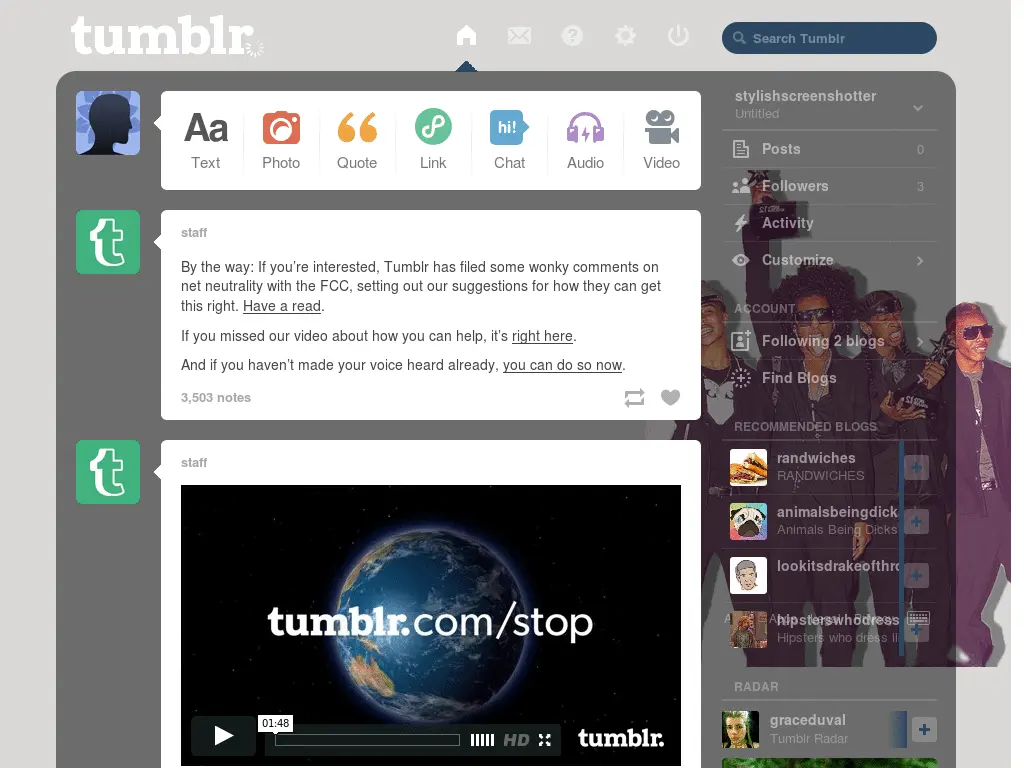 tumblr.
Search Tumblr
Aa
hi!
Text
Photo
Quote
Link
Chat
Audio
Video
staff
By the way: If you’re interested, Tumblr has filed some wonky comments on
net neutrality with the FCC, setting out our suggestions for how they can get
this right. Have a read.
If you missed our video about how you can help, it’s right here.
And if you haven’t made your voice heard already, you can do so now.
3,503 notes
staff
tumblr.com/stop
01:48
HD
tumblr.
stylishscreenshotter
Untitled
Posts 0
Followers 3
Activity
Customize
ACCOUNT
Following 2 blogs
Find Blogs
RECOMMENDED BLOGS
randwiches
RANDWICHES
animalsbeingdick
Animals Being Dicks
lookitsdrakeofthro
hipsterswhodress
Hipsters who dress li
RADAR
graceduval
Tumblr Radar